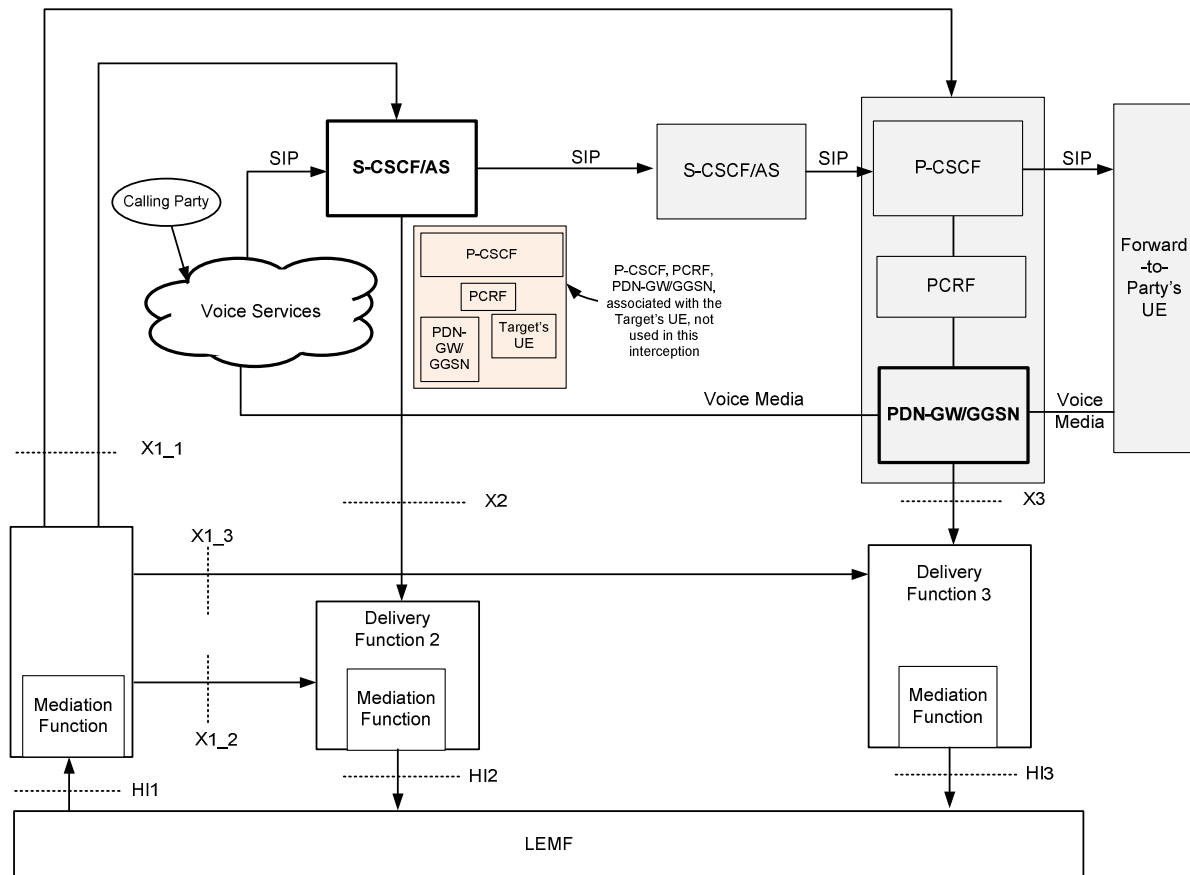 SIP
S-CSCF/AS
SIP
S-CSCF/AS
SIP
P-CSCF
SIP
Calling Party
Voice Services
P-CSCF
PCRF
PDN-
GW/
GGSN
Target's
UE
P-CSCF, PCRF,
PDN-GW/GGSN,
associated with the
Target's UE, not
used in this
interception
PCRF
Forward
-to-
Party's
UE
Voice Media
PDN-GW/GGSN
Voice
Media
X1_1
X2
X3
X1_3
Delivery
Function 2
Delivery
Function 3
Mediation
Function
Mediation
Function
Mediation
Function
X1_2
HI1
HI2
HI3
LEMF